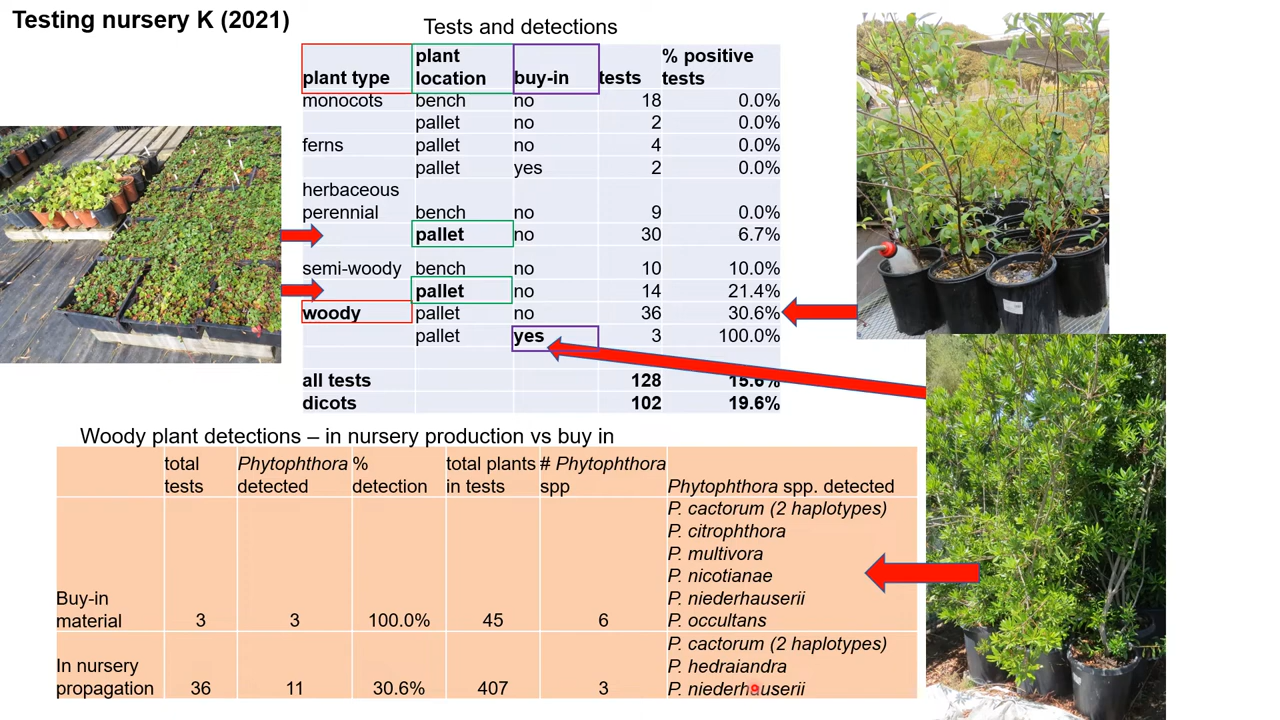 Testing nursery K (2021)
Tests and detections
plant type plant location buy-in tests % positive tests
monocots bench no 18 0.0%
pallet no 2 0.0%
ferns pallet no 4 0.0%
pallet yes 2 0.0%
herbaceous perennial bench no 9 0.0%
pallet no 30 6.7%
semi-woody bench no 10 10.0%
pallet no 14 21.4%
woody pallet no 36 30.6%
pallet yes 3 100.0%
all tests 128 15.6%
dicots 102 19.6%
Woody plant detections – in nursery production vs buy in
total tests Phytophthora detected % detection total plants in tests # Phytophthora spp Phytophthora spp. detected
Buy-in material 3 3 100.0% 45 6
P. cactorum (2 haplotypes)
P. citrophthora
P. multivora
P. nicotianae
P. niederhauserii
P. occultans
In nursery propagation 36 11 30.6% 407 3
P. cactorum (2 haplotypes)
P. hedraiandra
P. niederhauserii